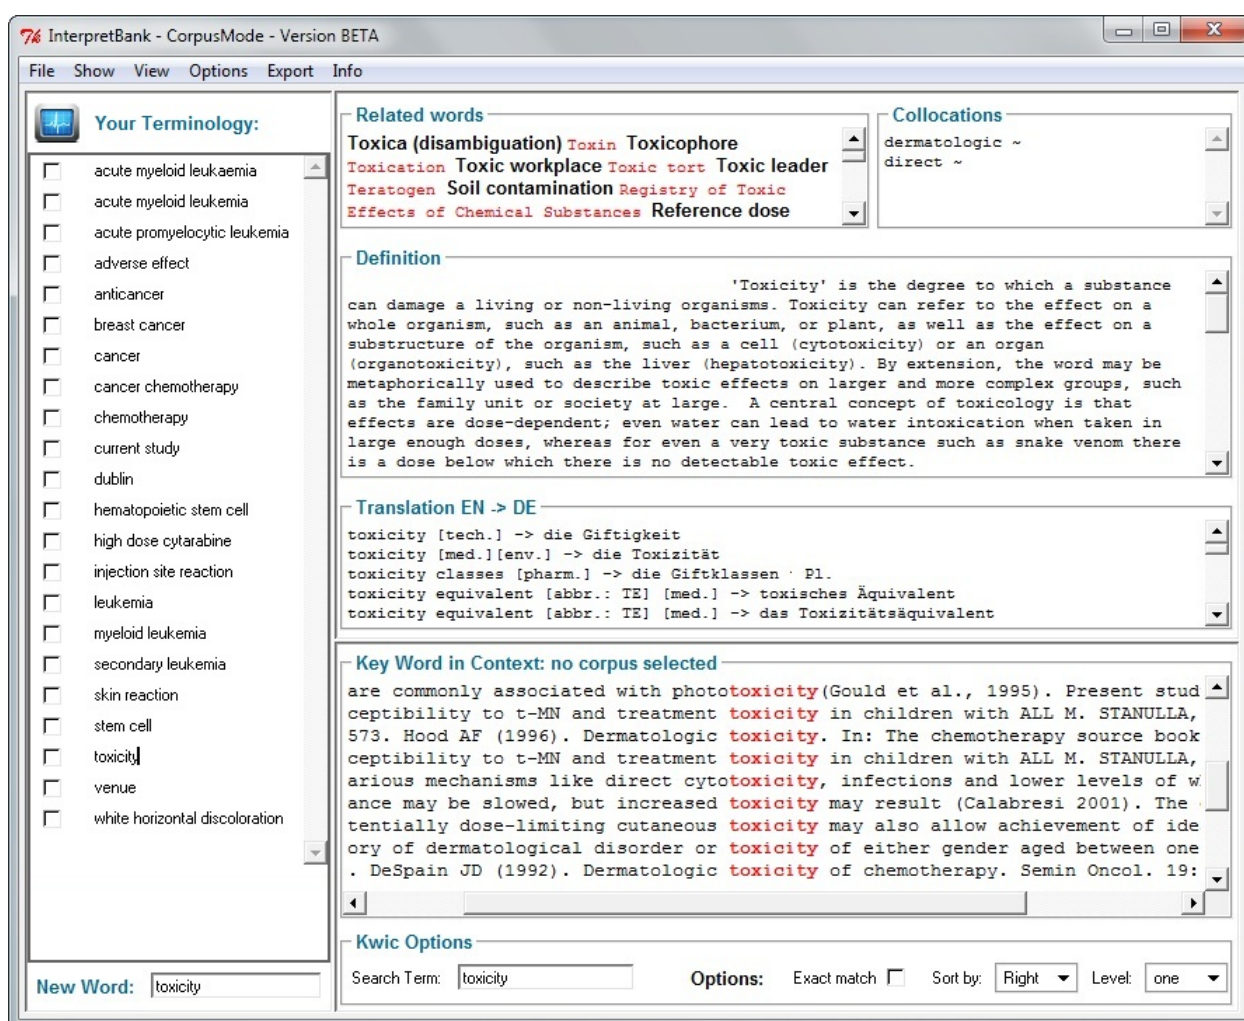 InterpretBank - CorpusMode - Version BETA
File Show View Options Export Info
Your Terminology:
acute myeloid leukaemia
acute myeloid leukemia
acute promyelocytic leukemia
adverse effect
anticancer
breast cancer
cancer
cancer chemotherapy
chemotherapy
current study
dublin
hematopoietic stem cell
high dose cytarabine
injection site reaction
leukemia
myeloid leukemia
secondary leukemia
skin reaction
stem cell
toxicity
venue
white horizontal discoloration
New Word: toxicity
Related words
Toxica (disambiguation) Toxin Toxicophore
Toxication Toxic workplace Toxic tort Toxic leader
Teratogen Soil contamination Registry of Toxic
Effects of Chemical Substances Reference dose
Collocations
dermatologic ~
direct ~
Definition
'Toxicity' is the degree to which a substance
can damage a living or non-living organisms. Toxicity can refer to the effect on a
whole organism, such as an animal, bacterium, or plant, as well as the effect on a
substructure of the organism, such as a cell (cytotoxicity) or an organ
(organotoxicity), such as the liver (hepatotoxicity). By extension, the word may be
metaphorically used to describe toxic effects on larger and more complex groups, such
as the family unit or society at large. A central concept of toxicology is that
effects are dose-dependent; even water can lead to water intoxication when taken in
large enough doses, whereas for even a very toxic substance such as snake venom there
is a dose below which there is no detectable toxic effect.
Translation EN -> DE
toxicity [tech.] -> die Giftigkeit
toxicity [med.][env.] -> die Toxizität
toxicity classes [pharm.] -> die Giftklassen · Pl.
toxicity equivalent [abbr.: TE] [med.] -> toxisches Äquivalent
toxicity equivalent [abbr.: TE] [med.] -> das Toxizitätsäquivalent
Key Word in Context: no corpus selected
are commonly associated with phototoxicity(Gould et al., 1995). Present stud
ceptibility to t-MN and treatment toxicity in children with ALL M. STANULLA,
573. Hood AF (1996). Dermatologic toxicity. In: The chemotherapy source book
ceptibility to t-MN and treatment toxicity in children with ALL M. STANULLA,
arious mechanisms like direct cytotoxicity, infections and lower levels of w
ance may be slowed, but increased toxicity may result (Calabresi 2001). The
tentially dose-limiting cutaneous toxicity may also allow achievement of ide
ory of dermatological disorder or toxicity of either gender aged between one
. DeSpain JD (1992). Dermatologic toxicity of chemotherapy. Semin Oncol. 19:
Kwic Options
Search Term: toxicity Options: Exact match Sort by: Right Level: one